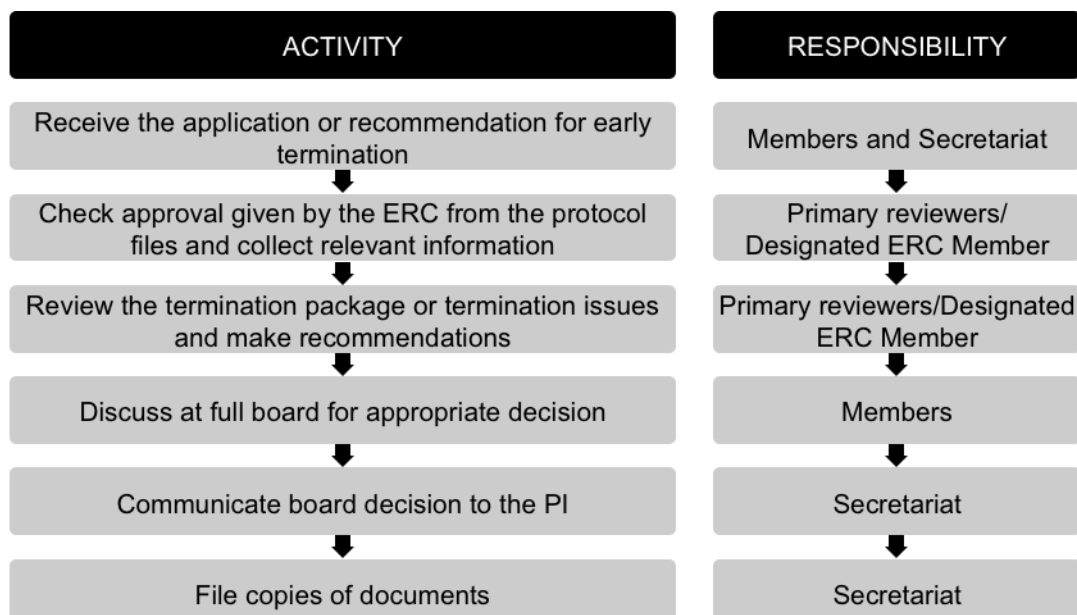 ACTIVITY
RESPONSIBILITY
Receive the application or recommendation for early
termination
Members and Secretariat
Check approval given by the ERC from the protocol
files and collect relevant information
Primary reviewers/
Designated ERC Member
Review the termination package or termination issues
and make recommendations
Primary reviewers/Designated
ERC Member
Discuss at full board for appropriate decision
Members
Communicate board decision to the PI
Secretariat
File copies of documents
Secretariat